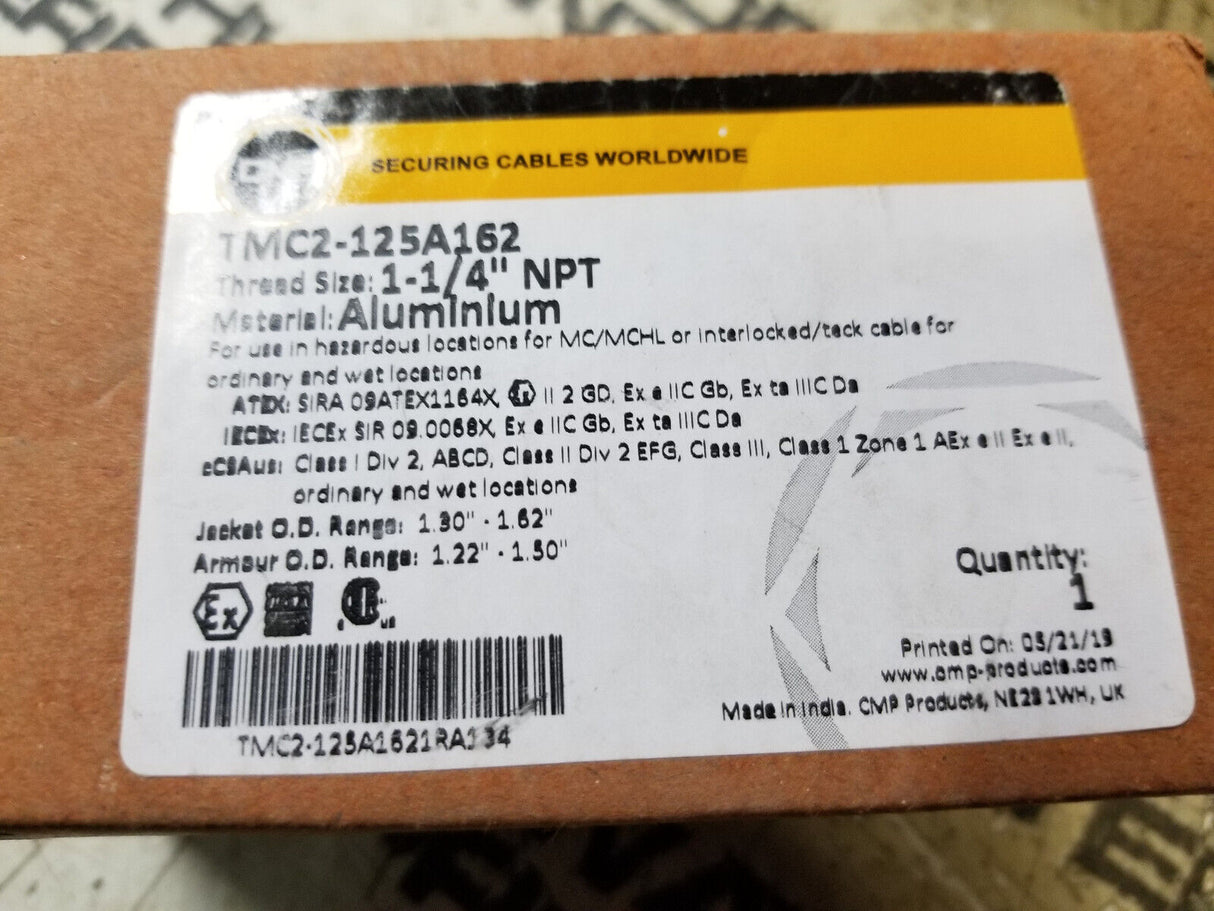 SECURING CABLES WORLDWIDE
TMC2-125A162
Thread Size: 1-1/4" NPT
Material: Aluminium
For use in hazardous locations for MC/MCHL or interlocked/teck cable for
ordinary and wet locations
ATEX: SIRA 09ATEX1164X, Ex II 2 GD, Ex e IIC Gb, Ex ta IIIC Da
IECEx: IECEx SIR 09.0068X, Ex e IIC Gb, Ex ta IIIC Da
cCSAus: Class I Div 2, ABCD, Class II Div 2 EFG, Class III, Class 1 Zone 1 AEx e II Ex e II,
ordinary and wet locations
Jacket O.D. Range: 1.30" - 1.62"
Armour O.D. Range: 1.22" - 1.50"
Quantity:
1
Ex
c us
Printed On: 05/21/19
www.cmp-products.com
Made in India. CMP Products, NE23 1WH, UK
TMC2-125A1621RA134